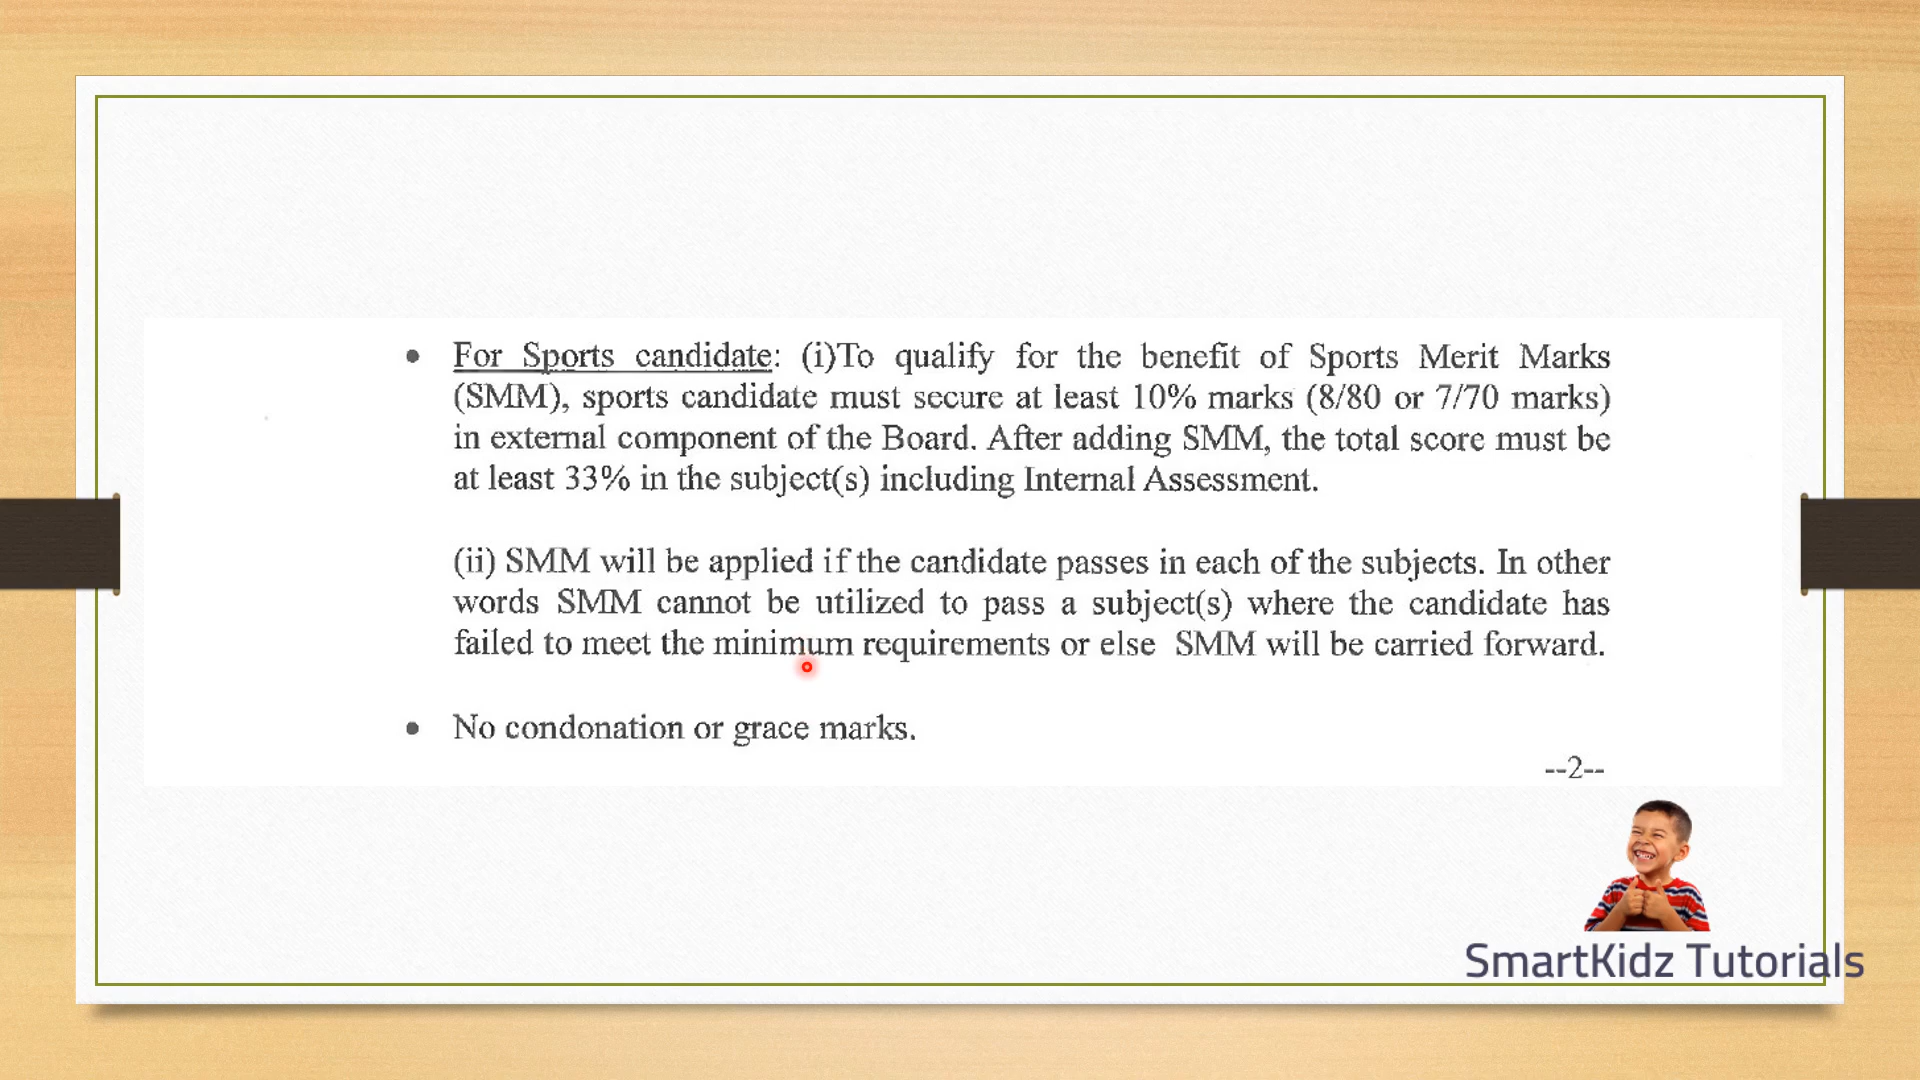 • For Sports candidate: (i)To qualify for the benefit of Sports Merit Marks
(SMM), sports candidate must secure at least 10% marks (8/80 or 7/70 marks)
in external component of the Board. After adding SMM, the total score must be
at least 33% in the subject(s) including Internal Assessment.
(ii) SMM will be applied if the candidate passes in each of the subjects. In other
words SMM cannot be utilized to pass a subject(s) where the candidate has
failed to meet the minimum requirements or else SMM will be carried forward.
• No condonation or grace marks.
--2--
SmartKidz Tutorials